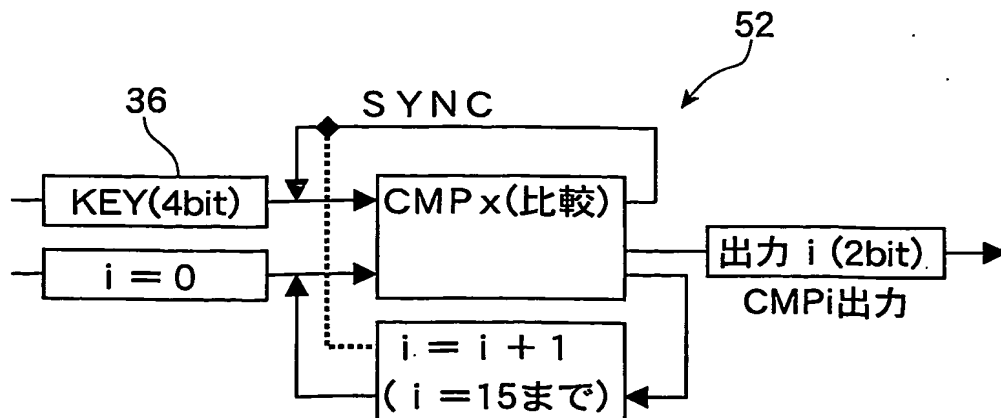 52
36
SYNC
KEY(4bit)
CMPx(比較)
i=0
出力 i (2bit)
CMPi出力
i=i+1
(i=15まで)